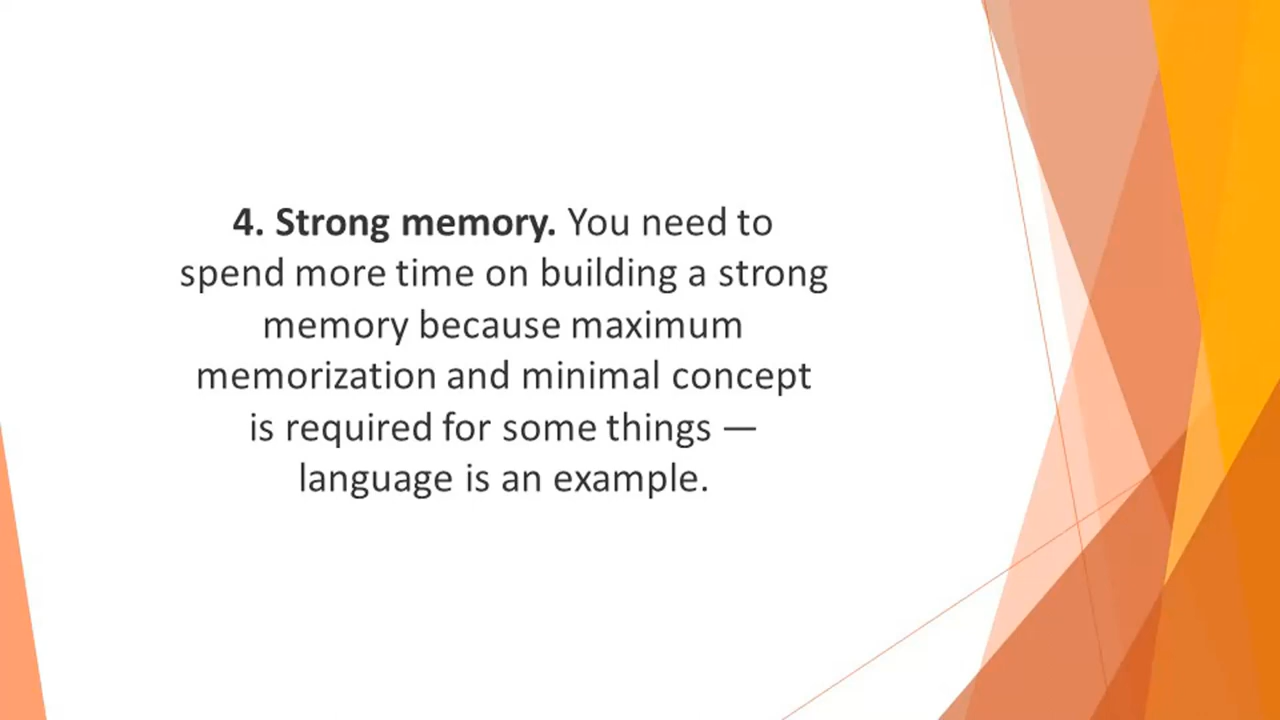 4. Strong memory. You need to
spend more time on building a strong
memory because maximum
memorization and minimal concept
is required for some things —
language is an example.